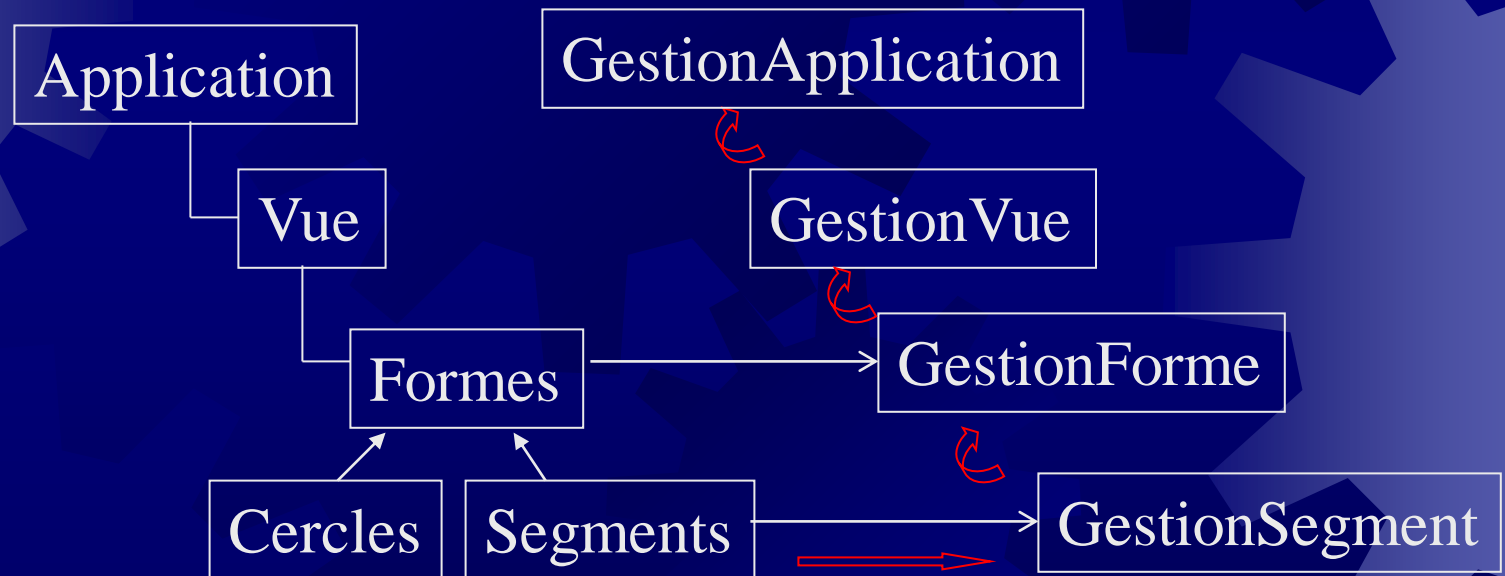 Application
GestionApplication
Vue
GestionVue
Formes
GestionForme
Cercles
Segments
GestionSegment